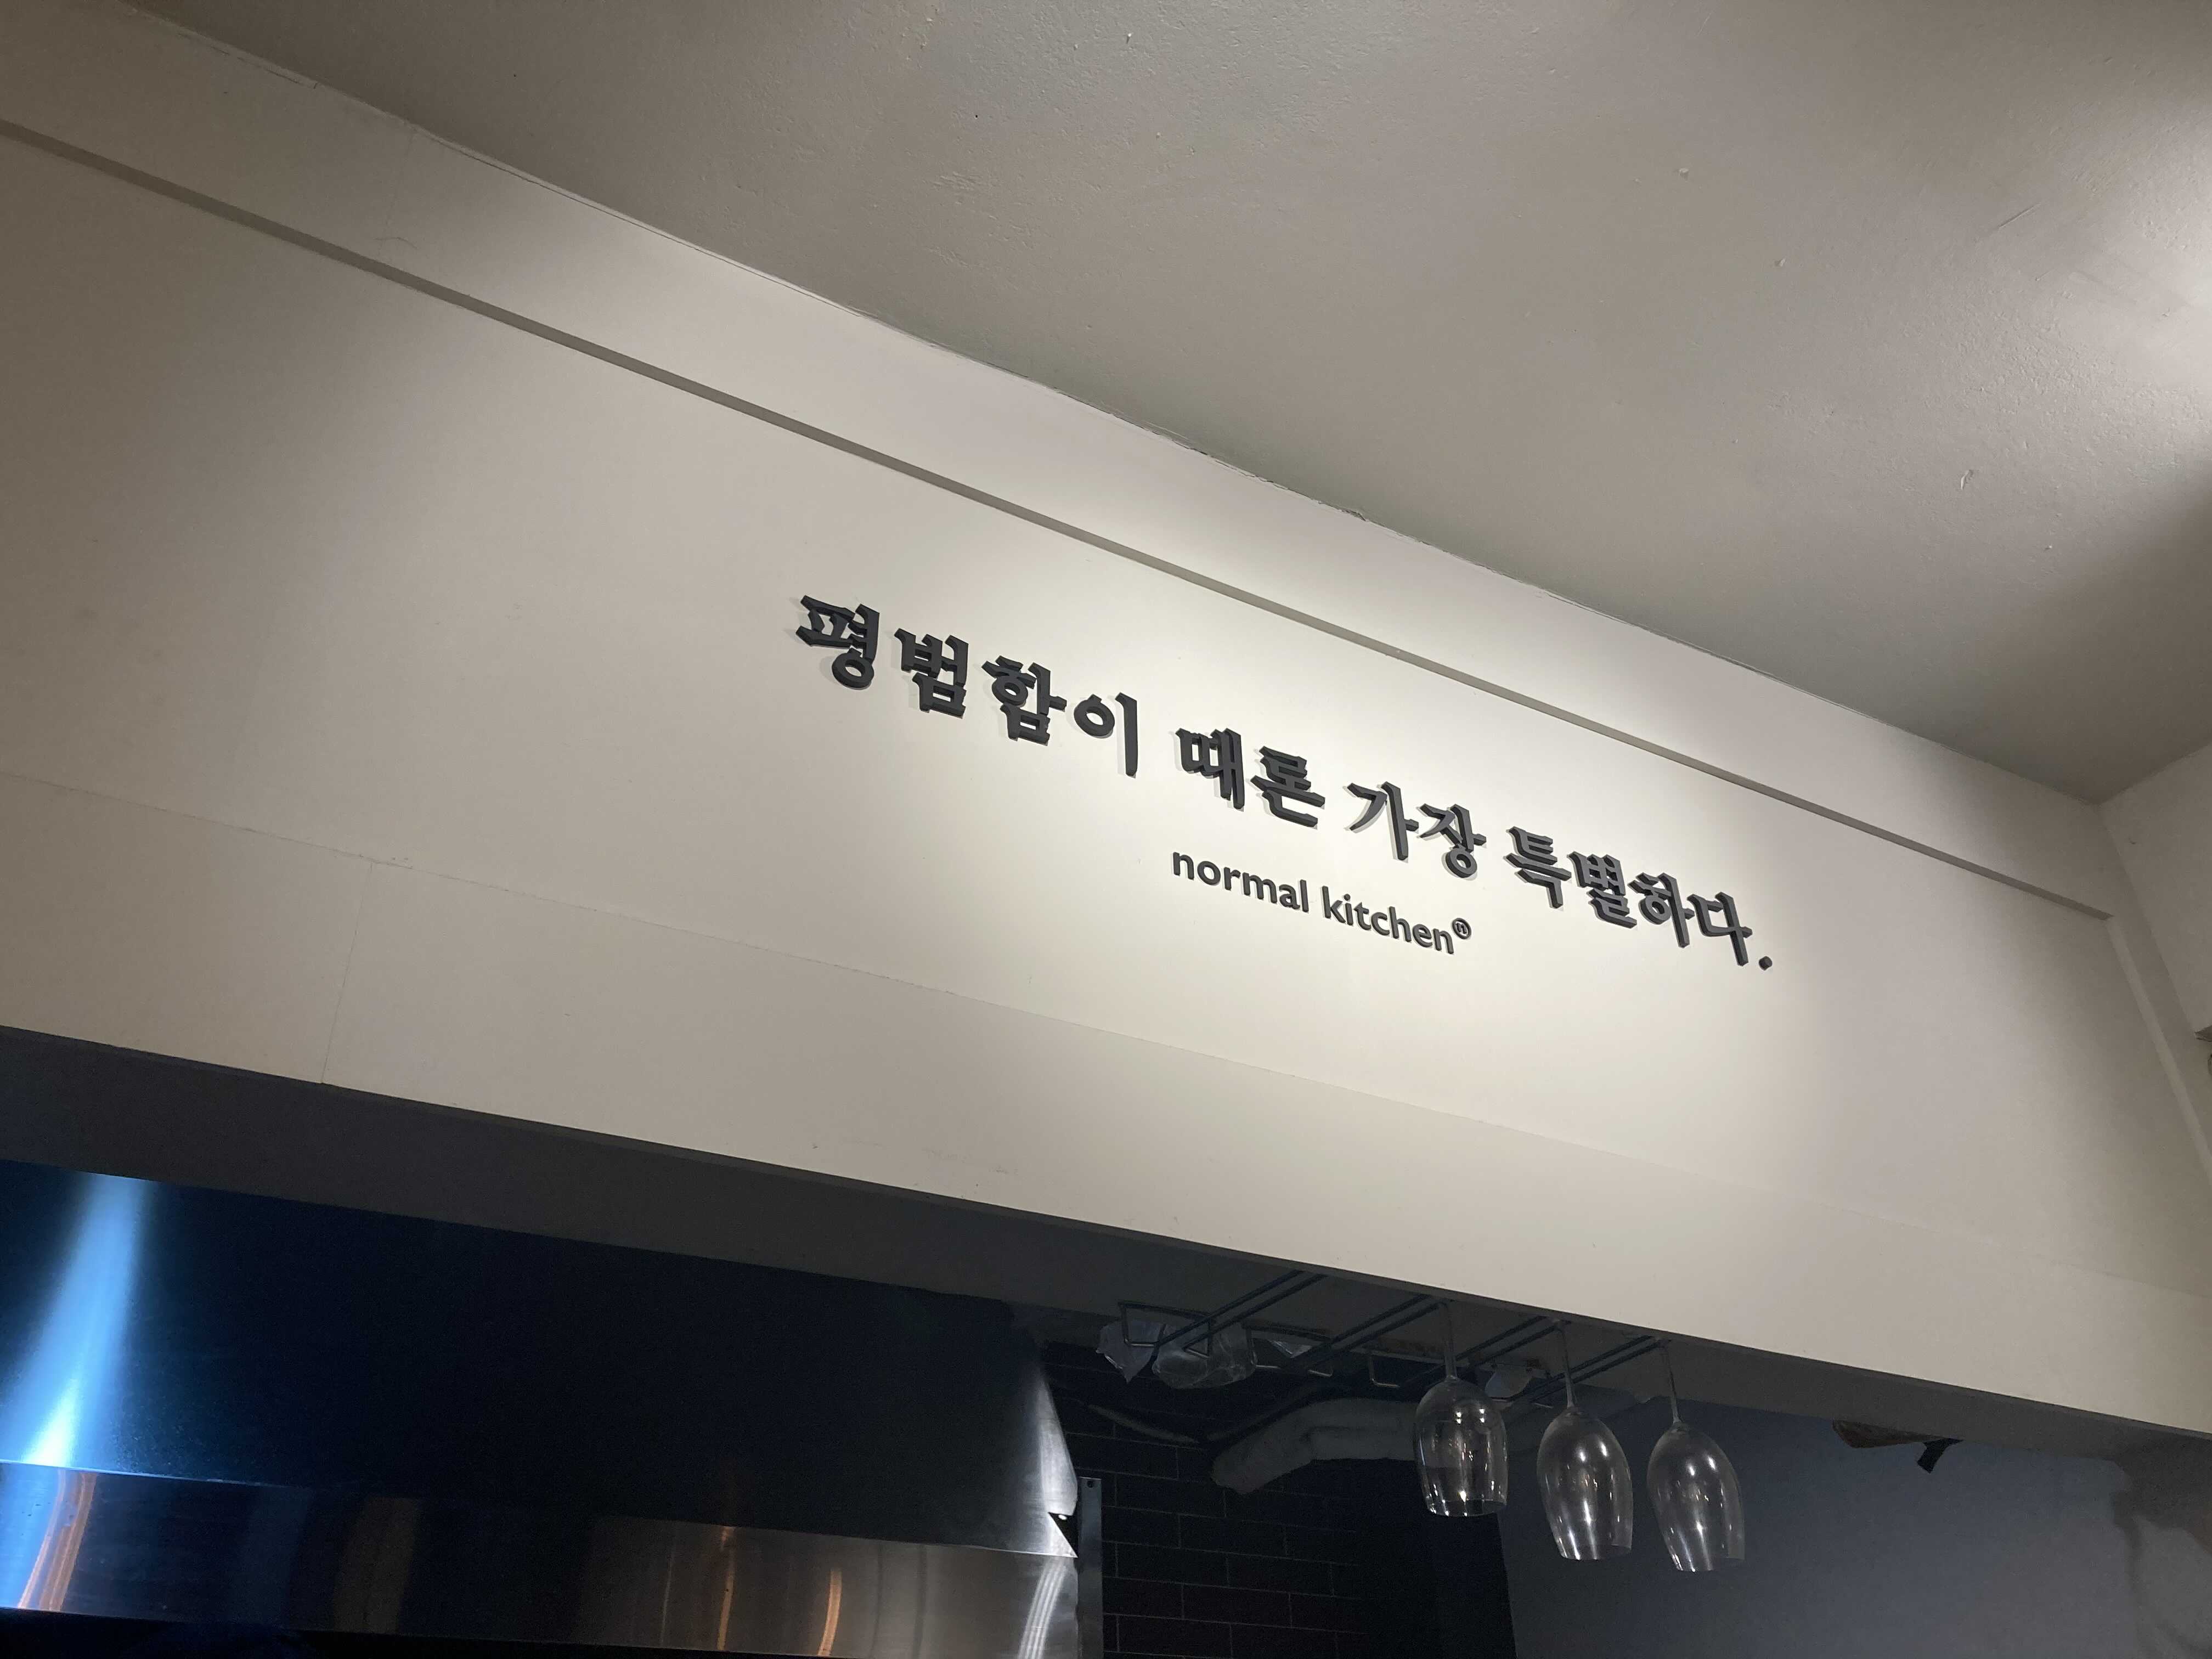 평범함이 때론 가장 특별하다.
normal kitchen®